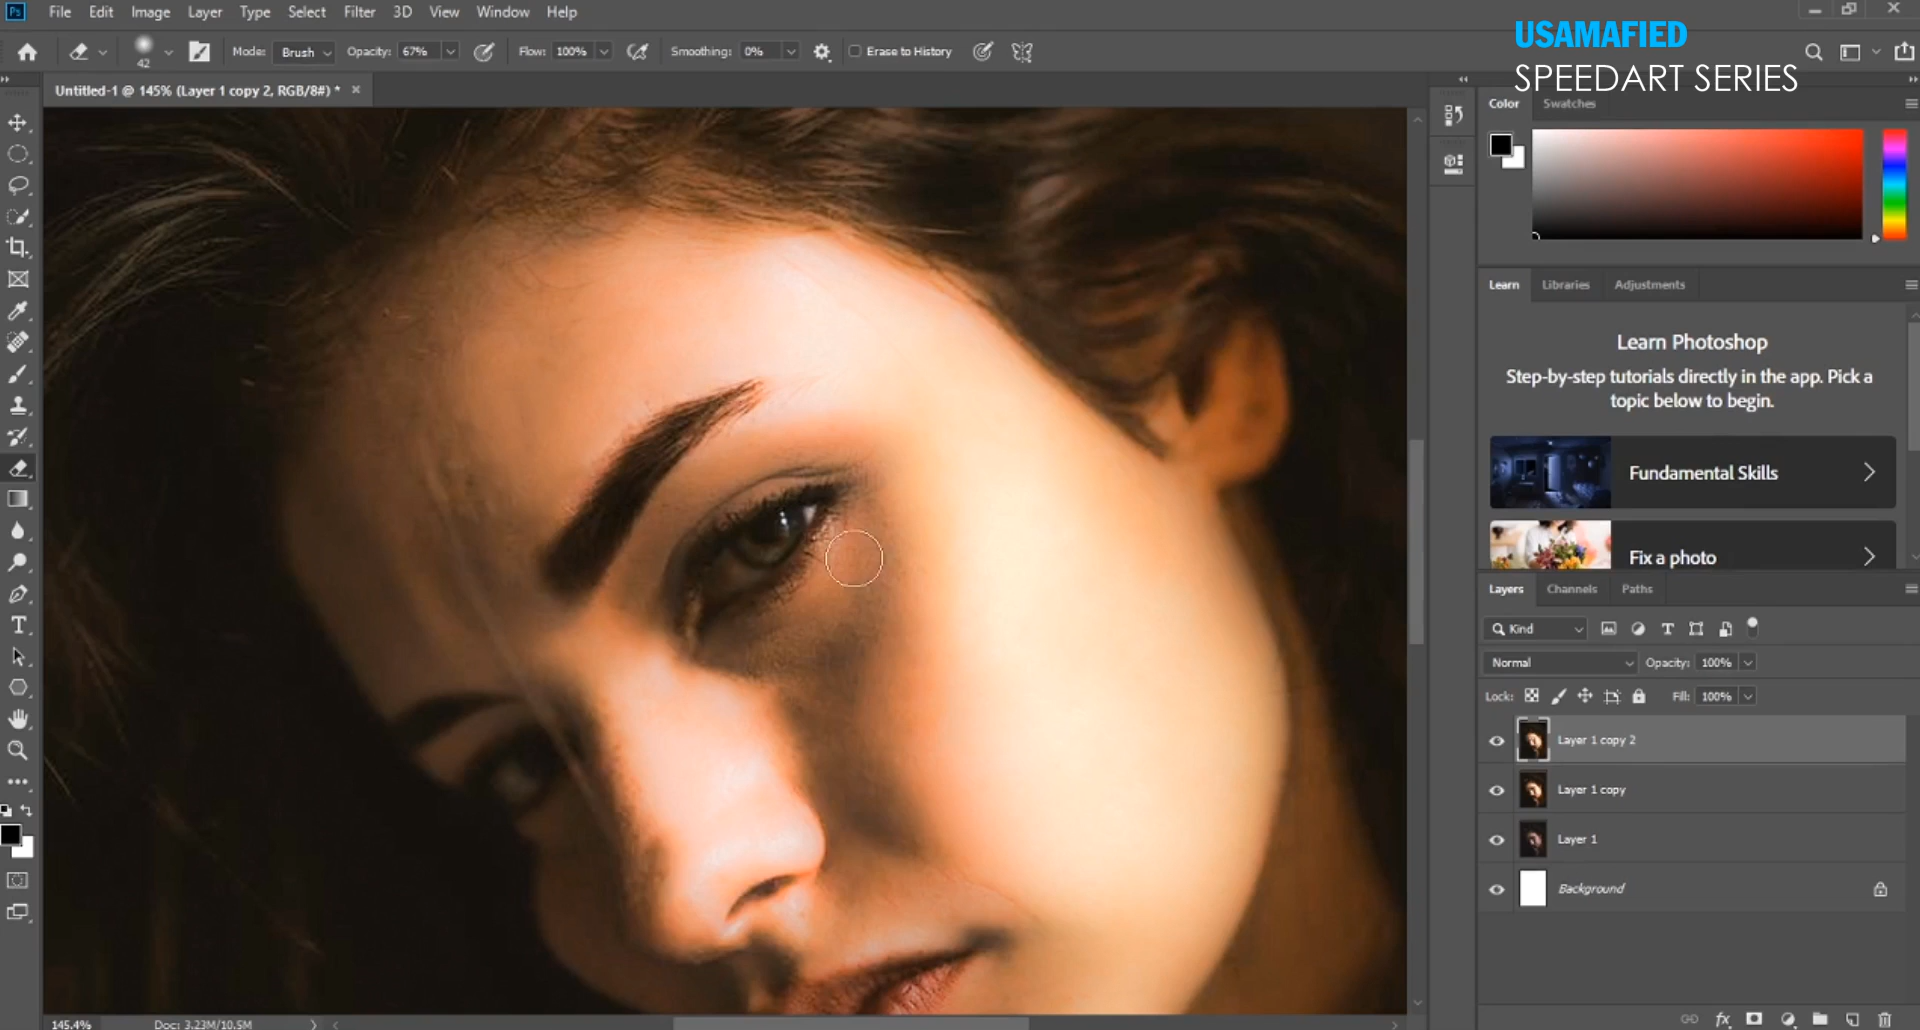 Ps File Edit Image Layer Type Select Filter 3D View Window Help
USAMAFIED
SPEEDART SERIES
42 Mode: Brush Opacity: 67% Flow: 100% Smoothing: 0% Erase to History
Untitled-1 @ 145% (Layer 1 copy 2, RGB/8#) *
Color Swatches
Learn Libraries Adjustments
Learn Photoshop
Step-by-step tutorials directly in the app. Pick a
topic below to begin.
Fundamental Skills
Fix a photo
Layers Channels Paths
Kind
Normal Opacity: 100%
Lock: Fill: 100%
Layer 1 copy 2
Layer 1 copy
Layer 1
Background
145.4% Doc: 3.23M/10.5M